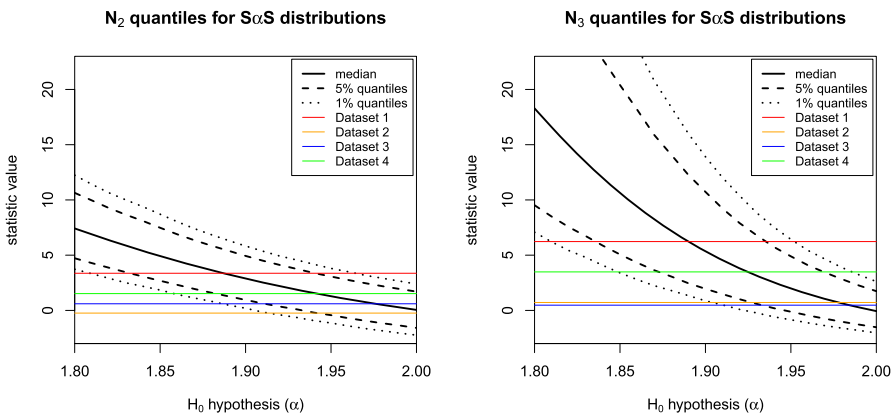 N₂ quantiles for SαS distributions
statistic value
20
15
10
5
0
median
5% quantiles
1% quantiles
Dataset 1
Dataset 2
Dataset 3
Dataset 4
1.80 1.85 1.90 1.95 2.00
H₀ hypothesis (α)
N₃ quantiles for SαS distributions
statistic value
20
15
10
5
0
median
5% quantiles
1% quantiles
Dataset 1
Dataset 2
Dataset 3
Dataset 4
1.80 1.85 1.90 1.95 2.00
H₀ hypothesis (α)